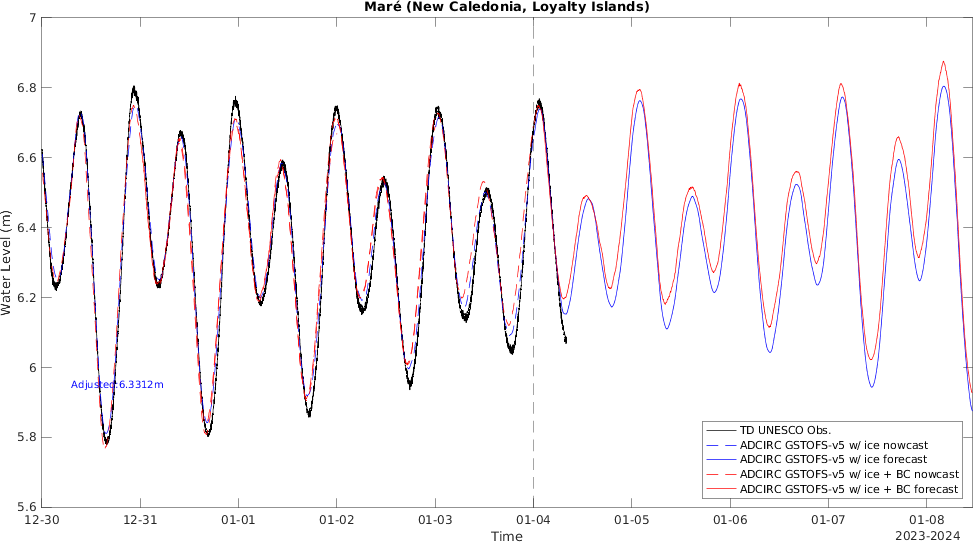 Maré (New Caledonia, Loyalty Islands)
7
6.8
6.6
6.4
6.2
6
5.8
5.6
Water Level (m)
Adjusted 6.3312m
TD UNESCO Obs.
ADCIRC GSTOFS-v5 w/ ice nowcast
ADCIRC GSTOFS-v5 w/ ice forecast
ADCIRC GSTOFS-v5 w/ ice + BC nowcast
ADCIRC GSTOFS-v5 w/ ice + BC forecast
12-30 12-31 01-01 01-02 01-03 01-04 01-05 01-06 01-07 01-08
Time
2023-2024